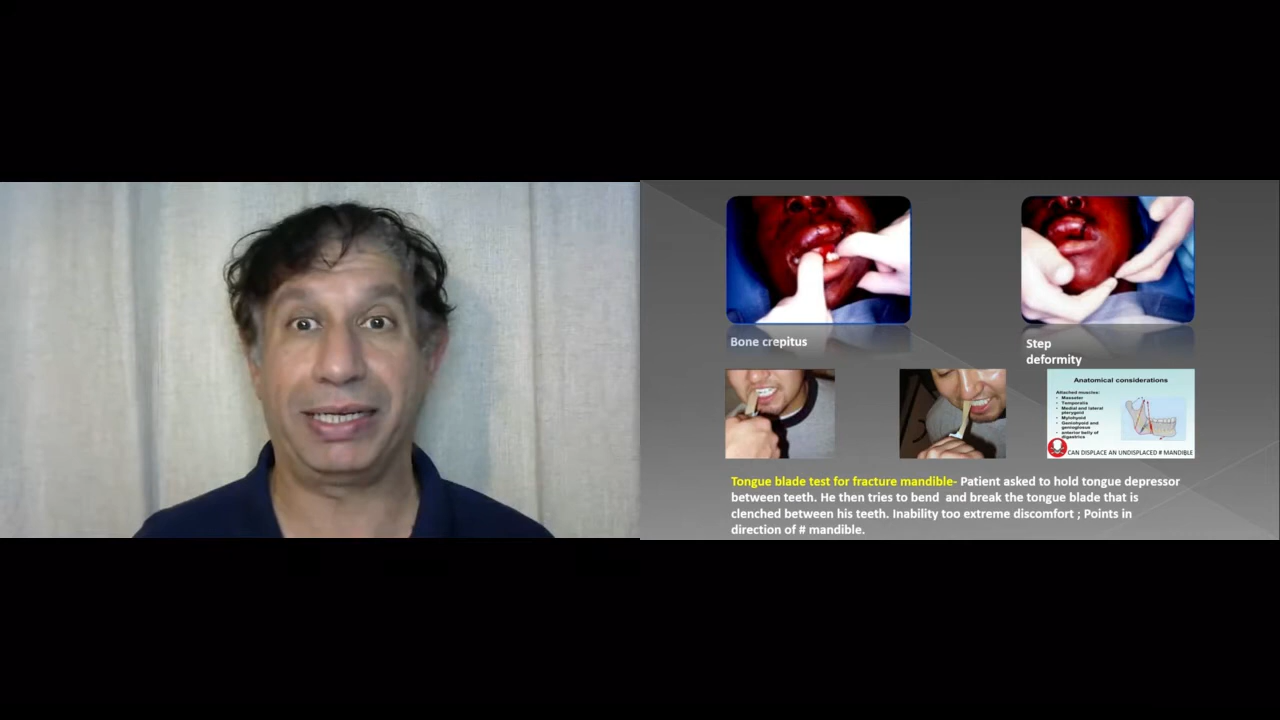 Bone crepitus
Step
deformity
Anatomical considerations
Attached muscles:
• Masseter
• Temporalis
• Medial and lateral
pterygoid
• Mylohyoid
• Geniohyoid and
genioglossus
• anterior belly of
digastrics
CAN DISPLACE AN UNDISPLACED # MANDIBLE
Tongue blade test for fracture mandible- Patient asked to hold tongue depressor
between teeth. He then tries to bend and break the tongue blade that is
clenched between his teeth. Inability too extreme discomfort ; Points in
direction of # mandible.